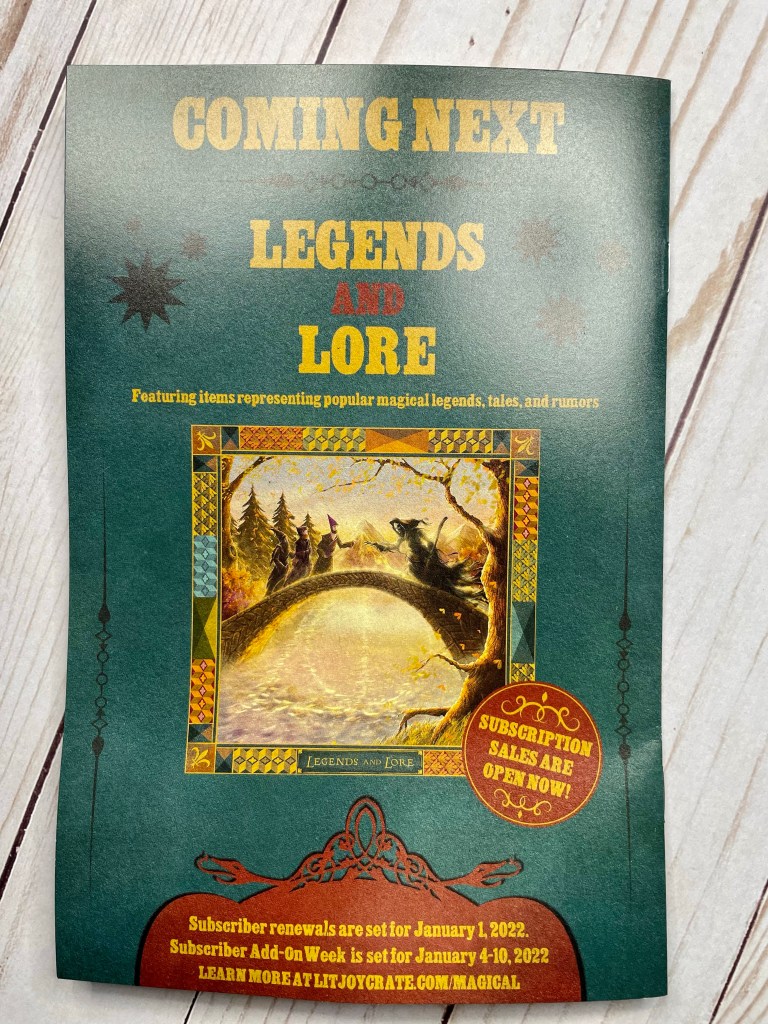 COMING NEXT
LEGENDS
AND
LORE
Featuring items representing popular magical legends, tales, and rumors
LEGENDS AND LORE
SUBSCRIPTION
SALES ARE
OPEN NOW!
Subscriber renewals are set for January 1, 2022.
Subscriber Add-On Week is set for January 4-10, 2022
LEARN MORE AT LITJOYCRATE.COM/MAGICAL